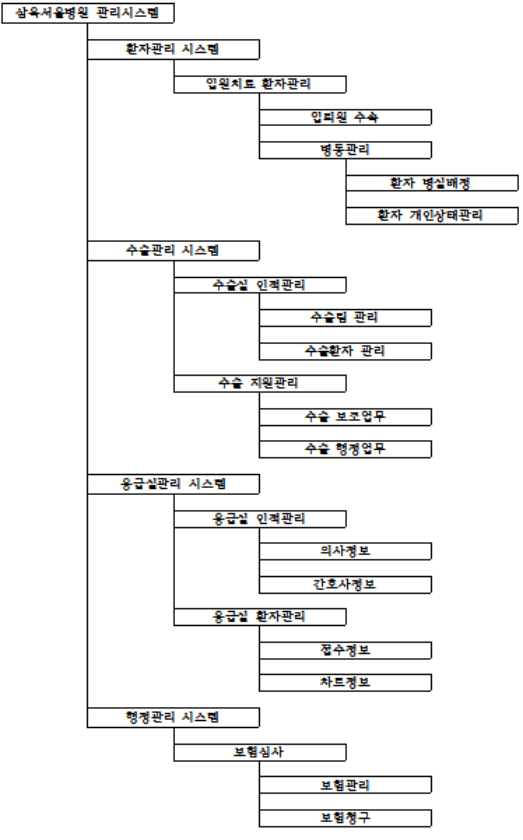 삼육서울병원 관리시스템
환자관리 시스템
입원치료 환자관리
입퇴원 수속
병동관리
환자 병실배정
환자 개인상태관리
수술관리 시스템
수술실 인적관리
수술팀 관리
수술환자 관리
수술 지원관리
수술 보조업무
수술 행정업무
응급실관리 시스템
응급실 인적관리
의사정보
간호사정보
응급실 환자관리
접수정보
차트정보
행정관리 시스템
보험심사
보험관리
보험청구